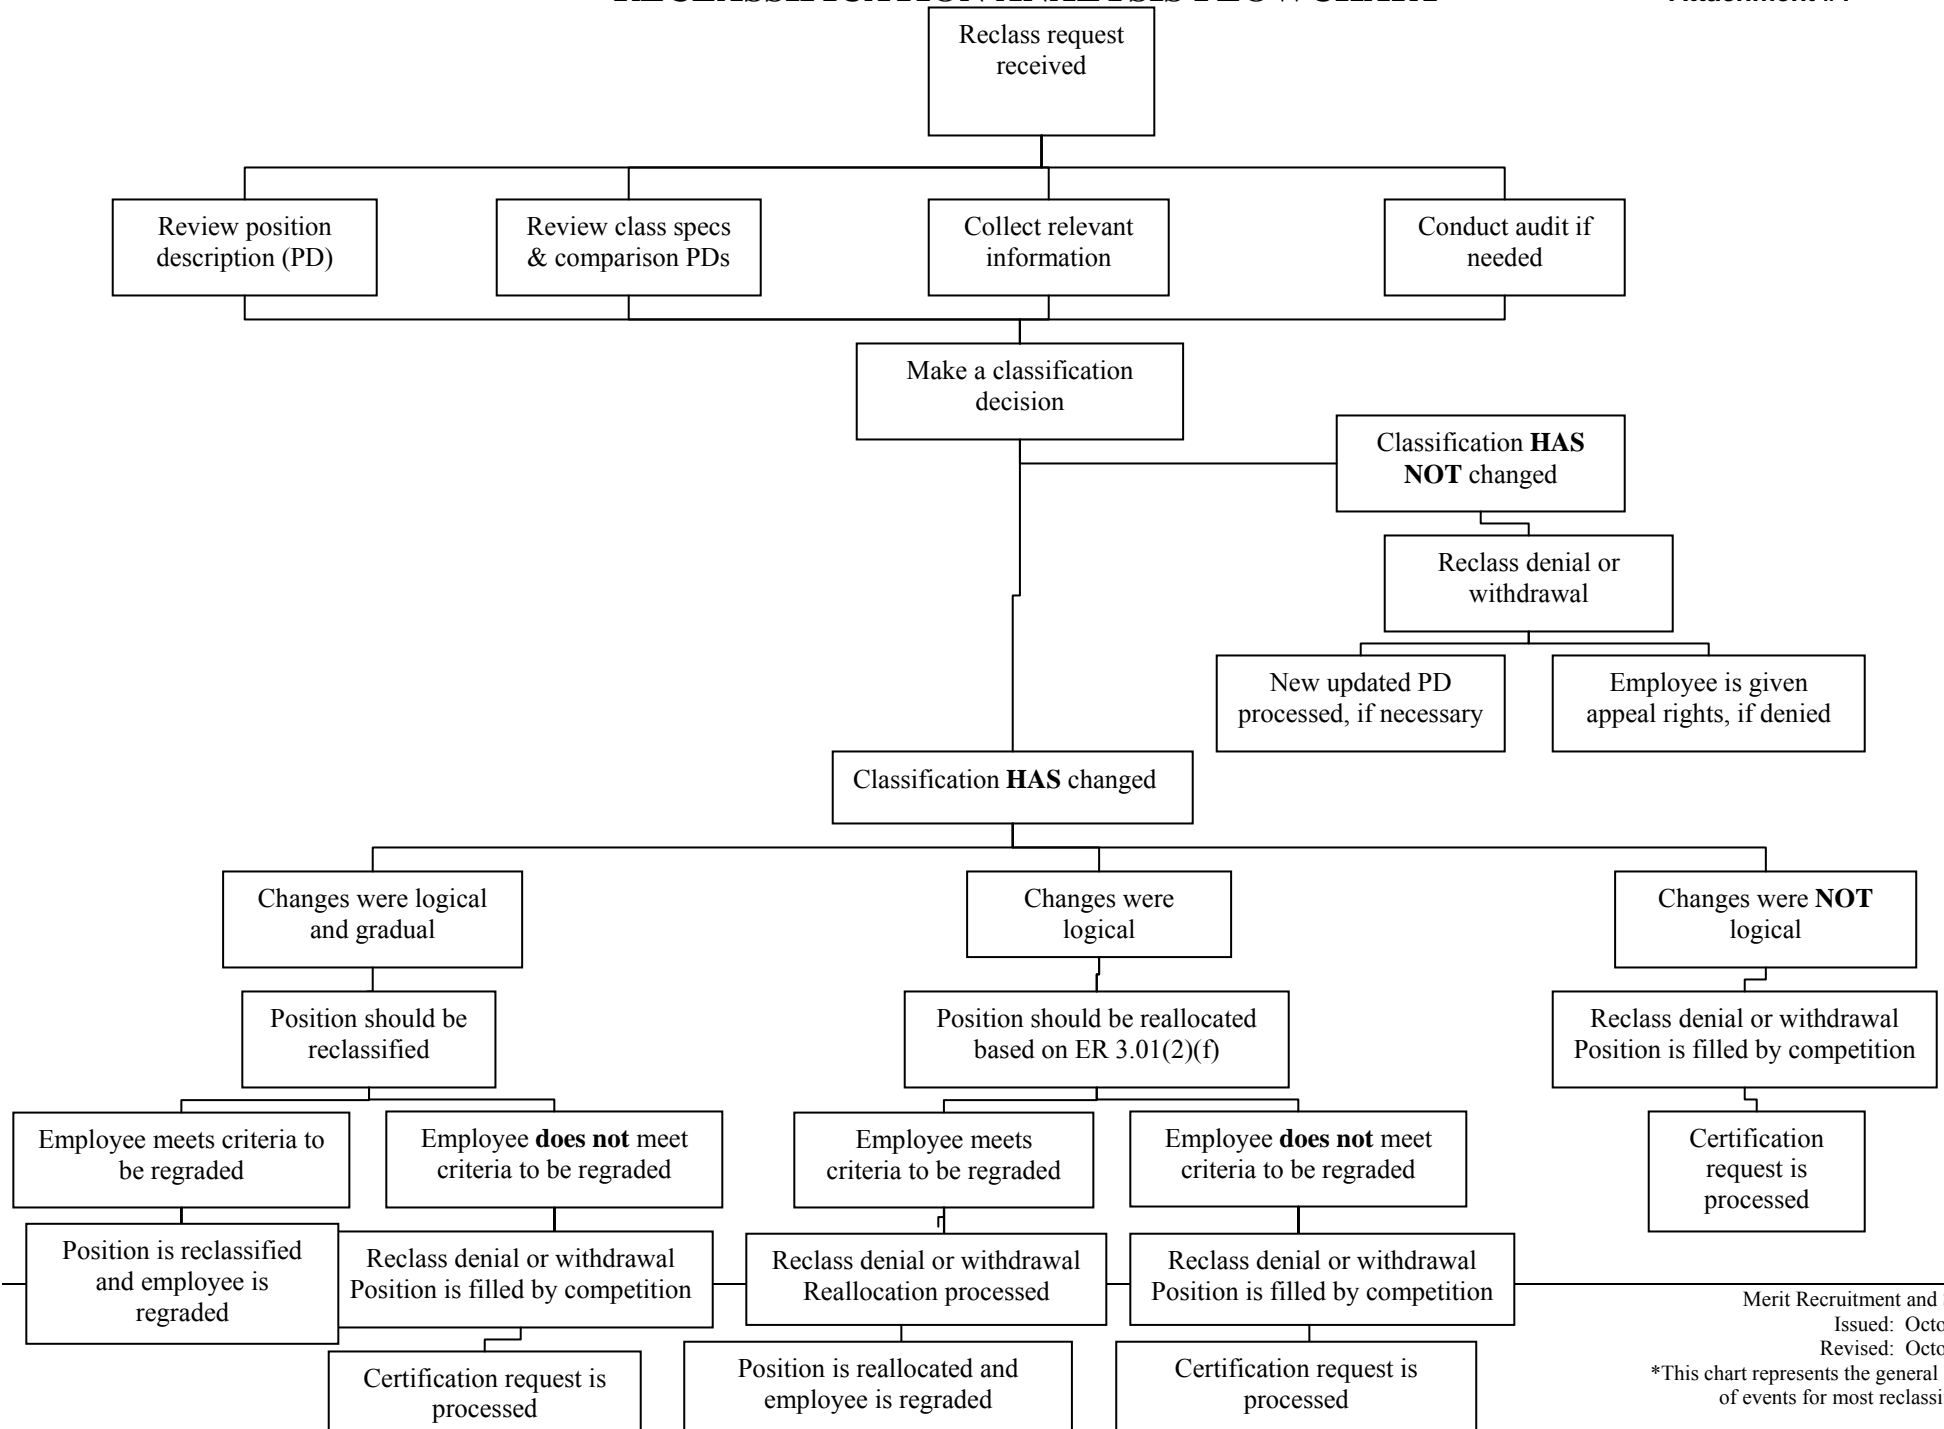 Reclass request
received
Review position
description (PD)
Review class specs
& comparison PDs
Collect relevant
information
Conduct audit if
needed
Make a classification
decision
Classification HAS
NOT changed
Reclass denial or
withdrawal
New updated PD
processed, if necessary
Employee is given
appeal rights, if denied
Classification HAS changed
Changes were logical
and gradual
Changes were
logical
Changes were NOT
logical
Position should be
reclassified
Position should be reallocated
based on ER 3.01(2)(f)
Reclass denial or withdrawal
Position is filled by competition
Employee meets criteria to
be regraded
Employee does not meet
criteria to be regraded
Employee meets
criteria to be regraded
Employee does not meet
criteria to be regraded
Certification
request is
processed
Position is reclassified
and employee is
regraded
Reclass denial or withdrawal
Position is filled by competition
Reclass denial or withdrawal
Reallocation processed
Reclass denial or withdrawal
Position is filled by competition
Certification request is
processed
Position is reallocated and
employee is regraded
Certification request is
processed
Merit Recruitment and
Issued: Octo
Revised: Octo
*This chart represents the general
of events for most reclassi